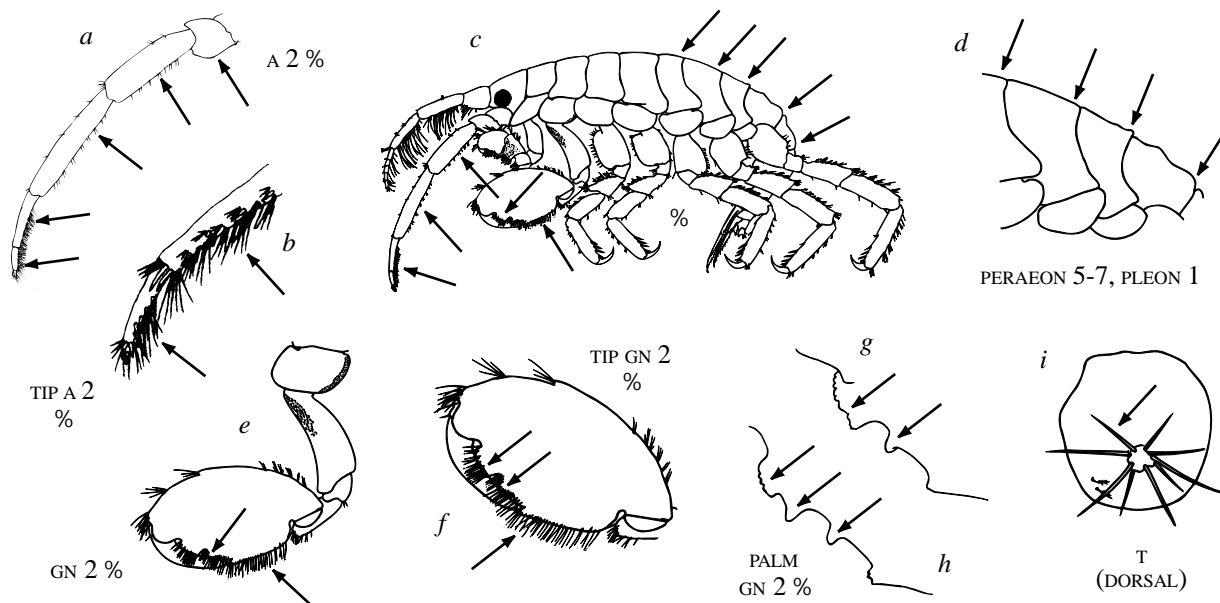 a
A 2 %
b
TIP A 2
%
c
%
d
PERAEON 5-7, PLEON 1
e
GN 2 %
TIP GN 2
%
f
g
h
PALM
GN 2 %
i
T
(DORSAL)